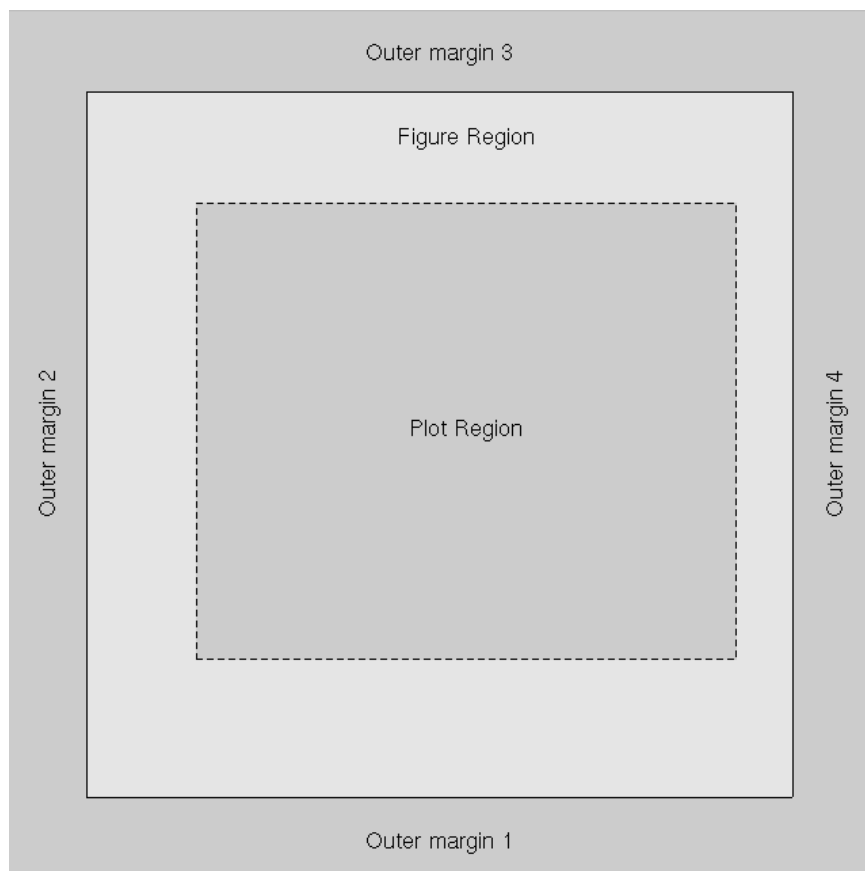 Outer margin 3
Figure Region
Outer margin 2
Plot Region
Outer margin 4
Outer margin 1